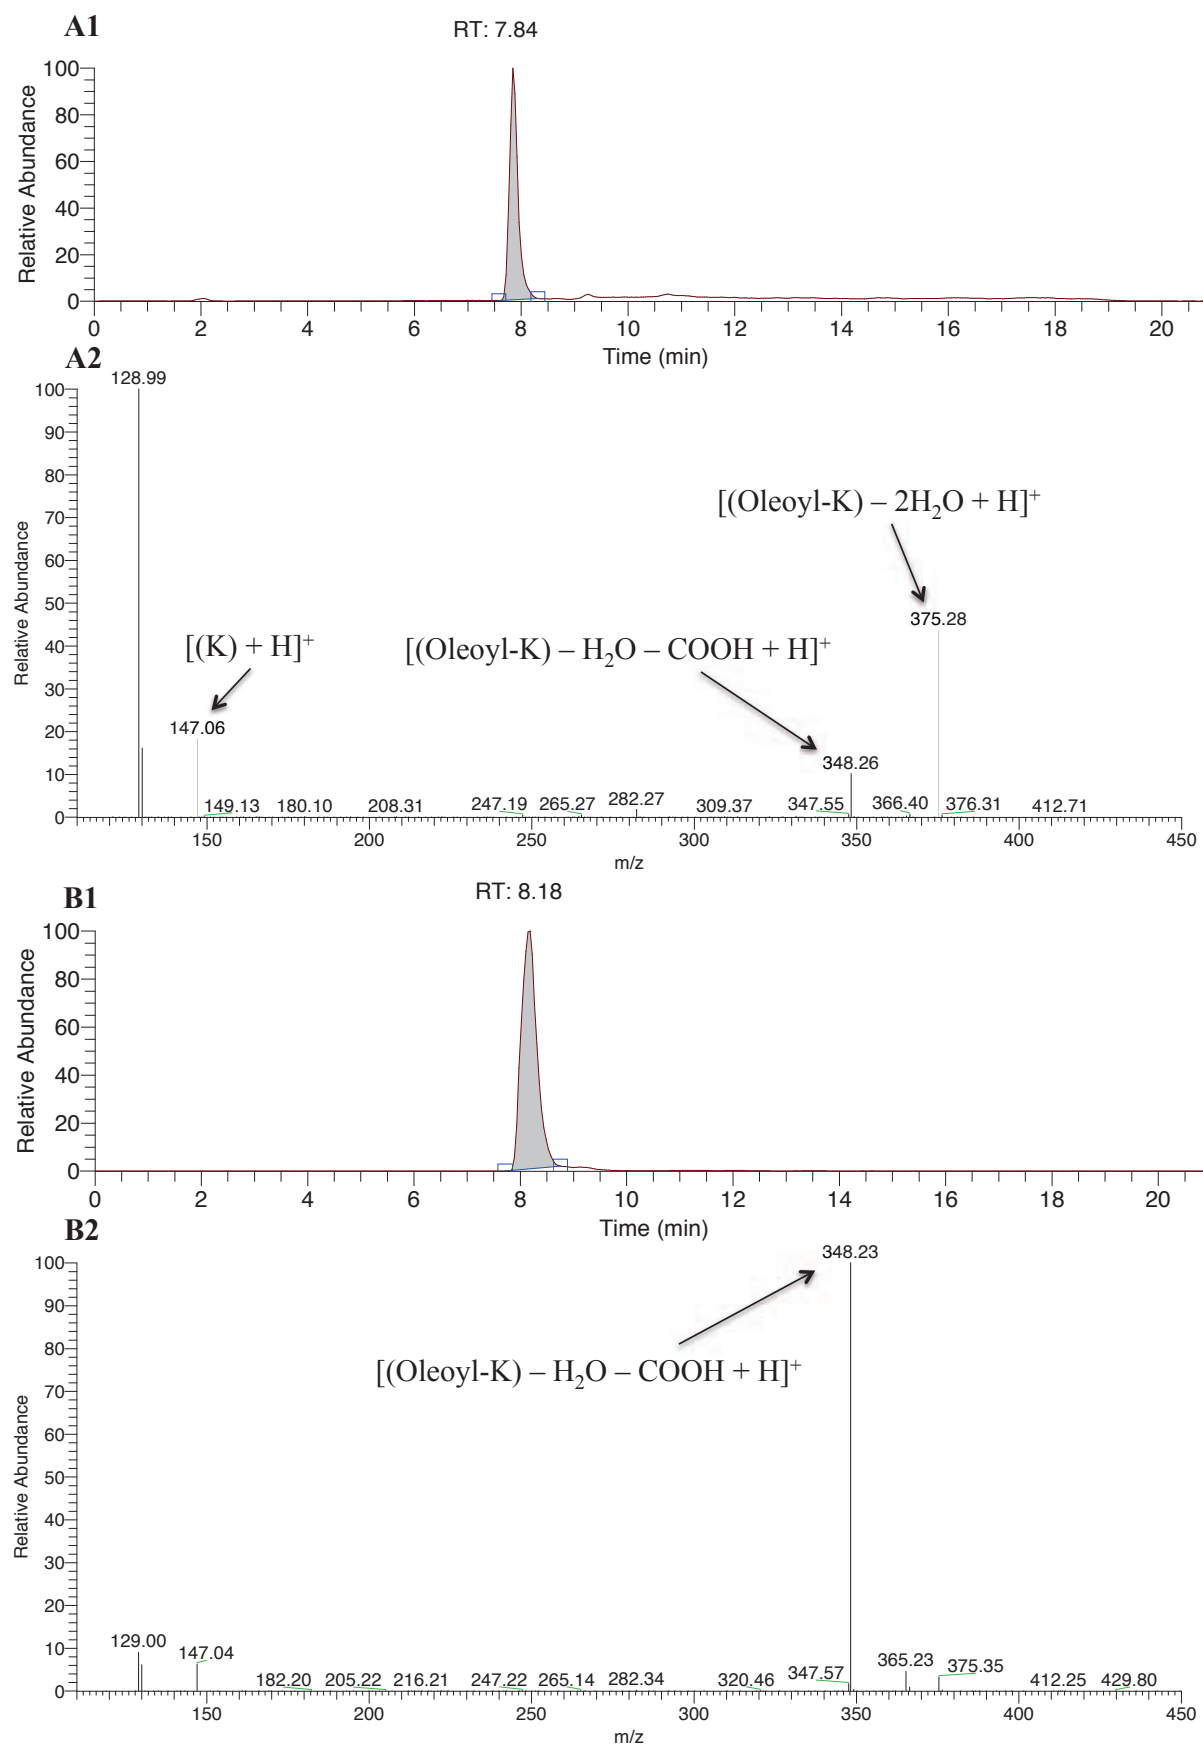 A1
RT: 7.84
Relative Abundance
100
80
60
40
20
0
0 2 4 6 8 10 12 14 16 18 20
Time (min)
A2
Relative Abundance
100
90
80
70
60
50
40
30
20
10
0
128.99
[(Oleoyl-K) – 2H₂O + H]⁺
375.28
[(K) + H]⁺
[(Oleoyl-K) – H₂O – COOH + H]⁺
147.06
348.26
149.13 180.10 208.31 247.19 265.27 282.27 309.37 347.55 366.40 376.31 412.71
150 200 250 300 350 400 450
m/z
B1
RT: 8.18
Relative Abundance
100
80
60
40
20
0
0 2 4 6 8 10 12 14 16 18 20
Time (min)
B2
Relative Abundance
100
90
80
70
60
50
40
30
20
10
0
348.23
[(Oleoyl-K) – H₂O – COOH + H]⁺
129.00
147.04
182.20 205.22 216.21 247.22 265.14 282.34 320.46 347.57 365.23 375.35 412.25 429.80
150 200 250 300 350 400 450
m/z